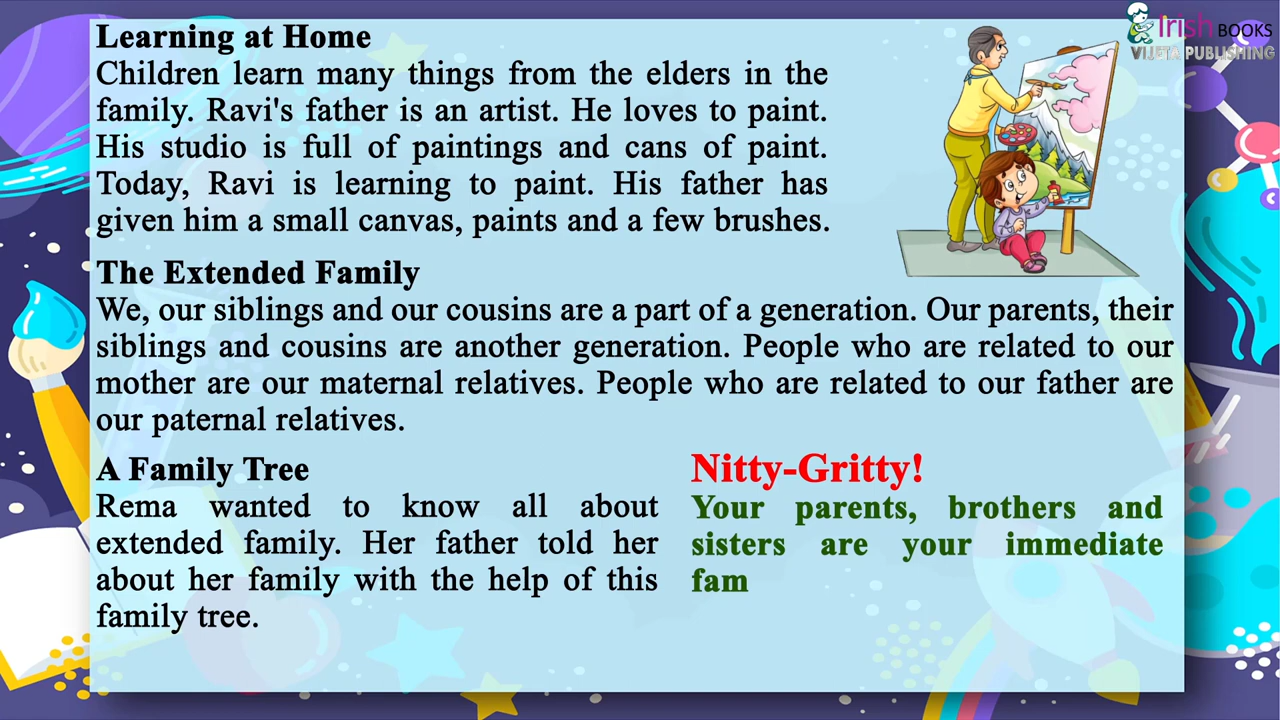 Irish BOOKS
VIJETA PUBLISHING
Learning at Home
Children learn many things from the elders in the
family. Ravi's father is an artist. He loves to paint.
His studio is full of paintings and cans of paint.
Today, Ravi is learning to paint. His father has
given him a small canvas, paints and a few brushes.
The Extended Family
We, our siblings and our cousins are a part of a generation. Our parents, their
siblings and cousins are another generation. People who are related to our
mother are our maternal relatives. People who are related to our father are
our paternal relatives.
A Family Tree
Rema wanted to know all about
extended family. Her father told her
about her family with the help of this
family tree.
Nitty-Gritty!
Your parents, brothers and
sisters are your immediate
fam